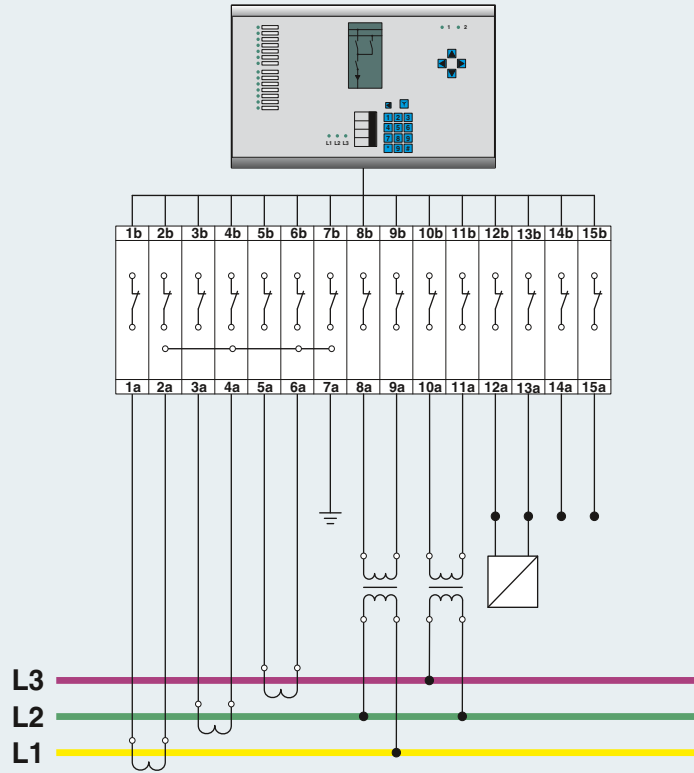 1 2
Y
1 2 3
4 5 6
7 8 9
* 9 #
L1 L2 L3
1b 2b 3b 4b 5b 6b 7b 8b 9b 10b 11b 12b 13b 14b 15b
1a 2a 3a 4a 5a 6a 7a 8a 9a 10a 11a 12a 13a 14a 15a
L3
L2
L1